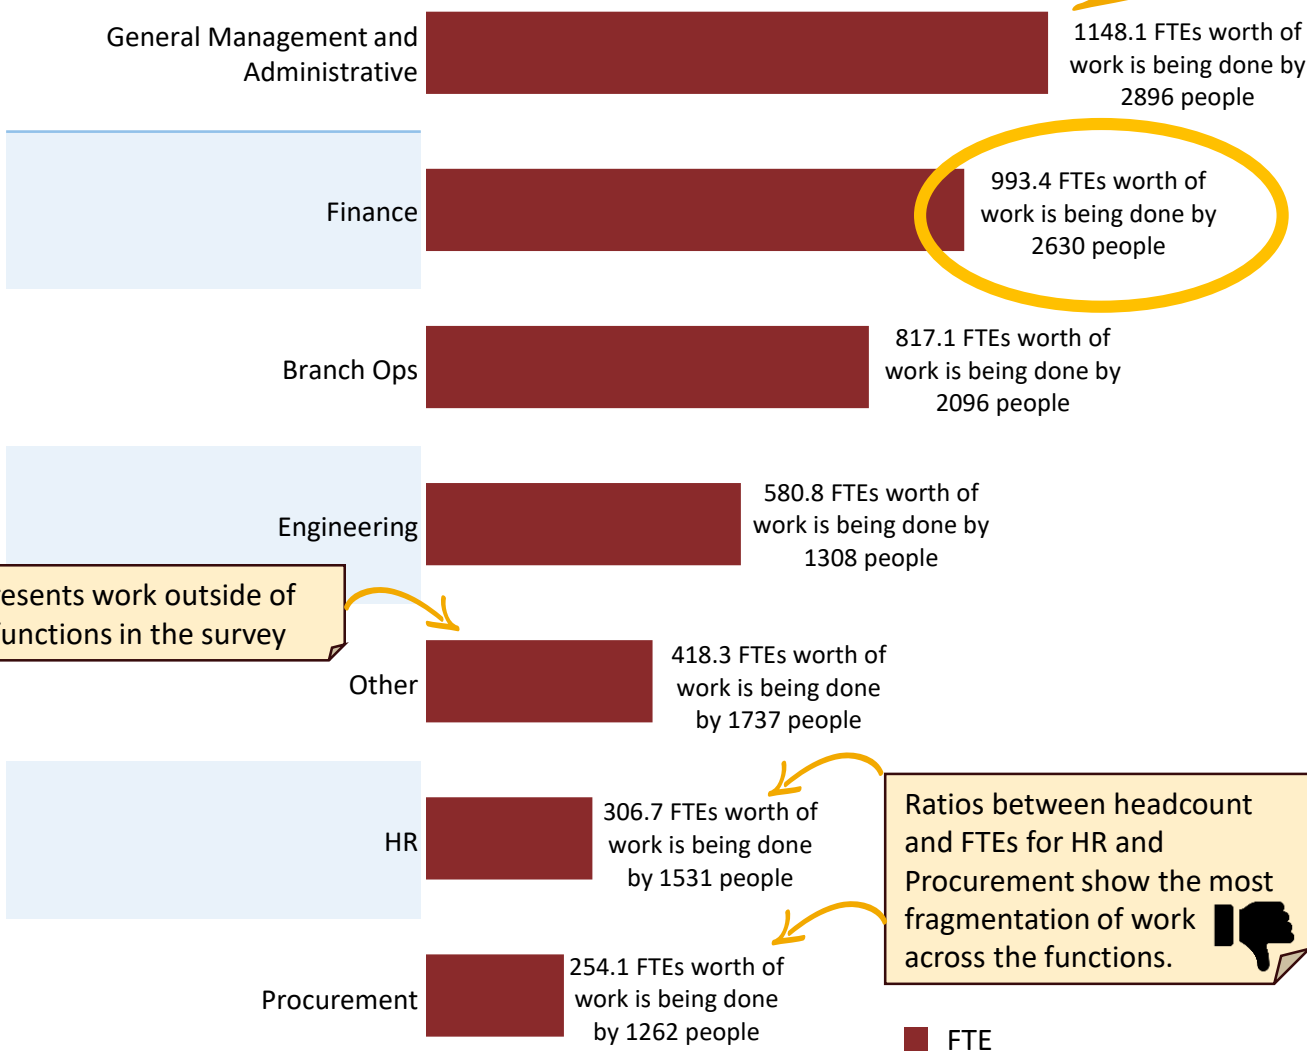 General Management and
Administrative
1148.1 FTEs worth of
work is being done by
2896 people
Finance
993.4 FTEs worth of
work is being done by
2630 people
Branch Ops
817.1 FTEs worth of
work is being done by
2096 people
Engineering
580.8 FTEs worth of
work is being done by
1308 people
work outside of
in the survey
Other
418.3 FTEs worth of
work is being done
by 1737 people
HR
306.7 FTEs worth of
work is being done
by 1531 people
Ratios between headcount
and FTEs for HR and
Procurement show the most
fragmentation of work
across the functions.
Procurement
254.1 FTEs worth of
work is being done
by 1262 people
FTE